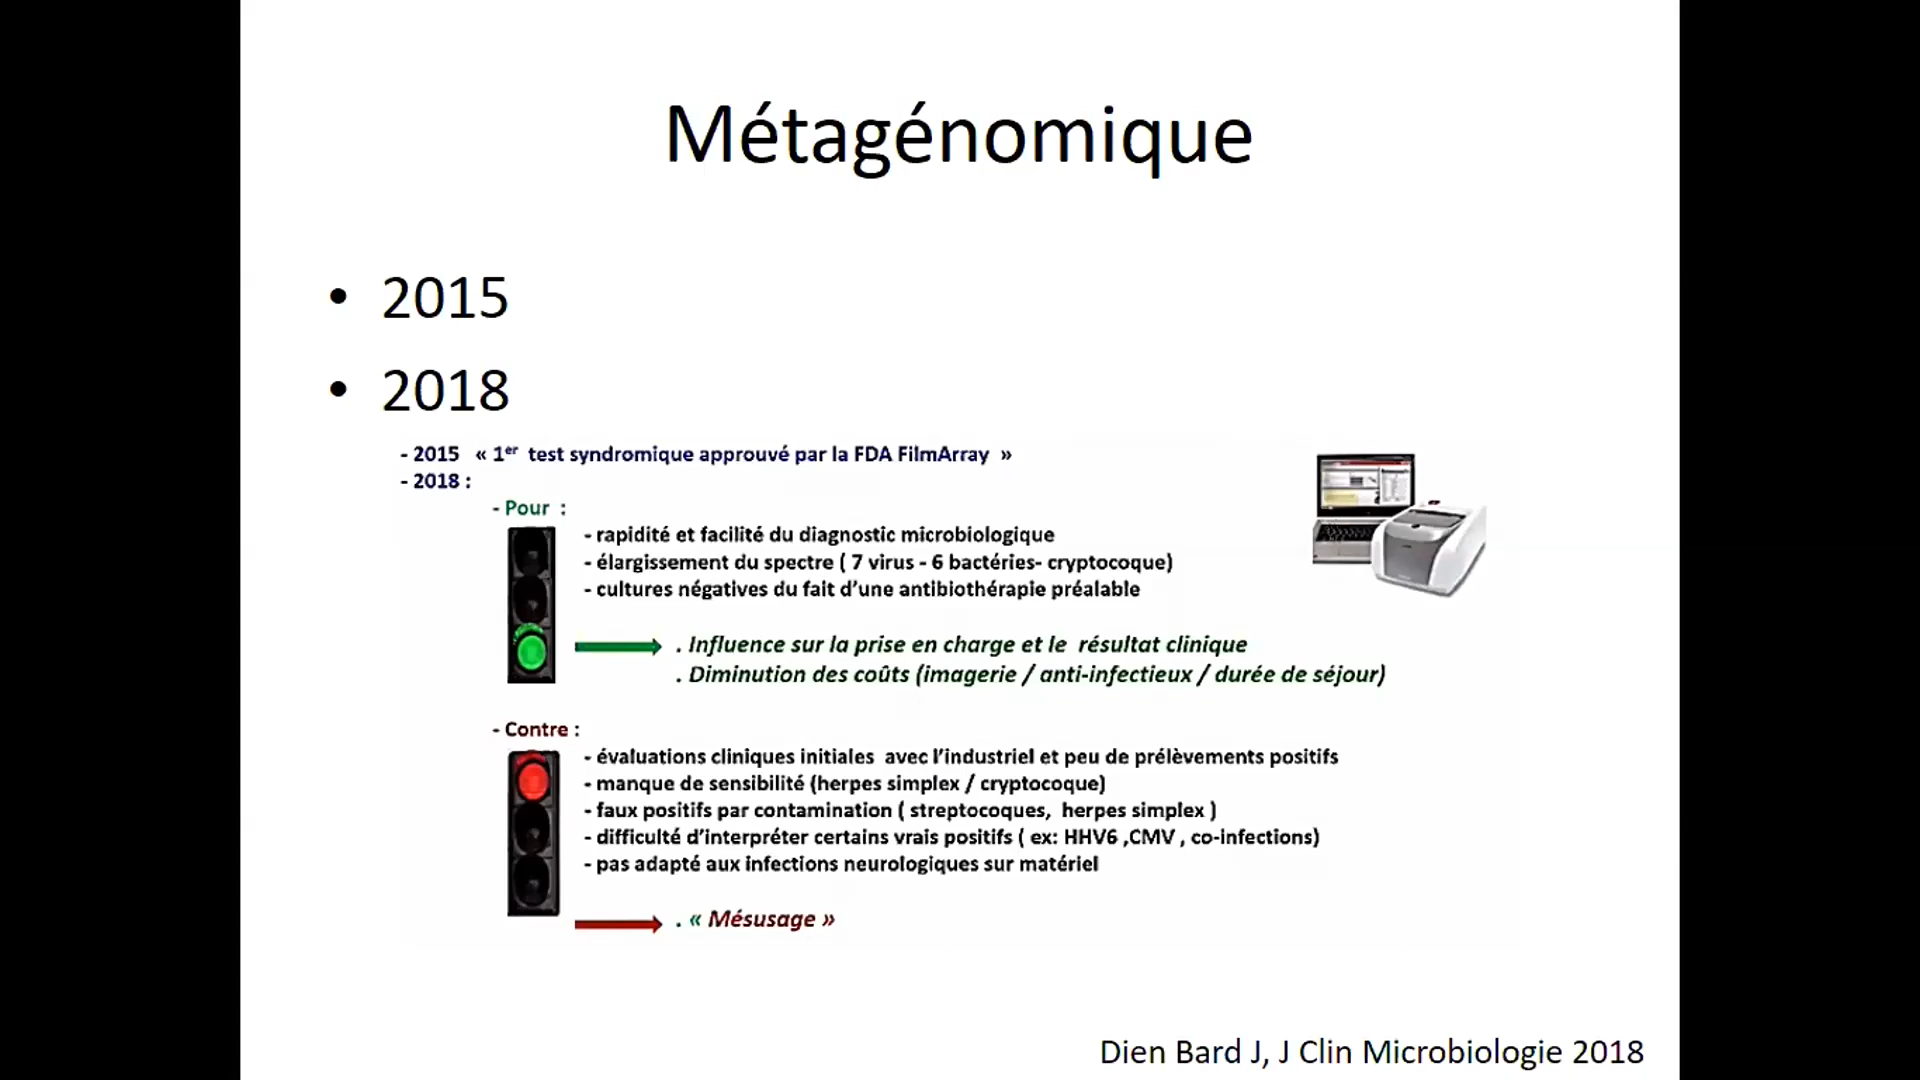 Métagénomique
• 2015
• 2018
- 2015 « 1er test syndromique approuvé par la FDA FilmArray »
- 2018 :
- Pour :
- rapidité et facilité du diagnostic microbiologique
- élargissement du spectre ( 7 virus - 6 bactéries- cryptocoque)
- cultures négatives du fait d’une antibiothérapie préalable
. Influence sur la prise en charge et le résultat clinique
. Diminution des coûts (imagerie / anti-infectieux / durée de séjour)
- Contre :
- évaluations cliniques initiales avec l’industriel et peu de prélèvements positifs
- manque de sensibilité (herpes simplex / cryptocoque)
- faux positifs par contamination ( streptocoques, herpes simplex )
- difficulté d’interpréter certains vrais positifs ( ex: HHV6 ,CMV , co-infections)
- pas adapté aux infections neurologiques sur matériel
. « Mésusage »
Dien Bard J, J Clin Microbiologie 2018